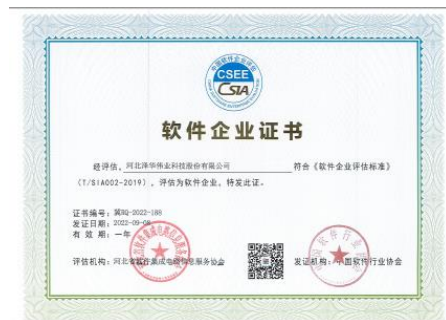 CSEE
CSIA
软件企业证书
经评估，河北泽华伟业科技股份有限公司 符合《软件企业评估标准》
（T/SIA002-2019），评估为软件企业，特发此证。
证书编号：冀RQ-2022-188
发证日期：2022-09-08
有 效 期：一年
评估机构：河北省软件与信息服务业协会
发证机构：中国软件行业协会